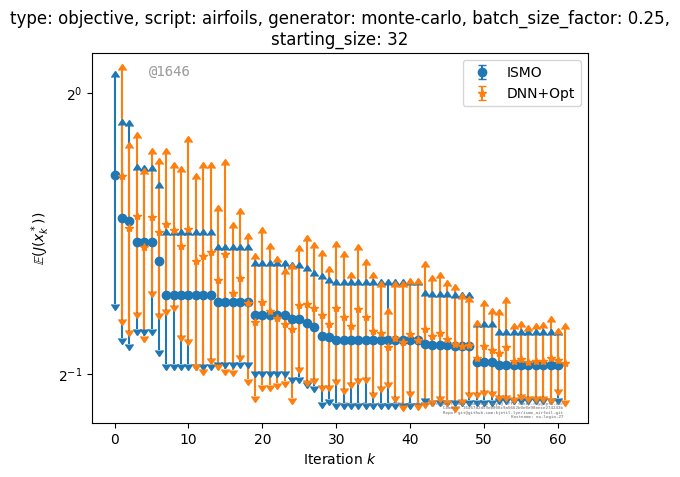 type: objective, script: airfoils, generator: monte-carlo, batch_size_factor: 0.25,
starting_size: 32
@1646
ISMO
DNN+Opt
2^0
2^{-1}
𝔼(J(x_k^*))
0 10 20 30 40 50 60
Iteration k